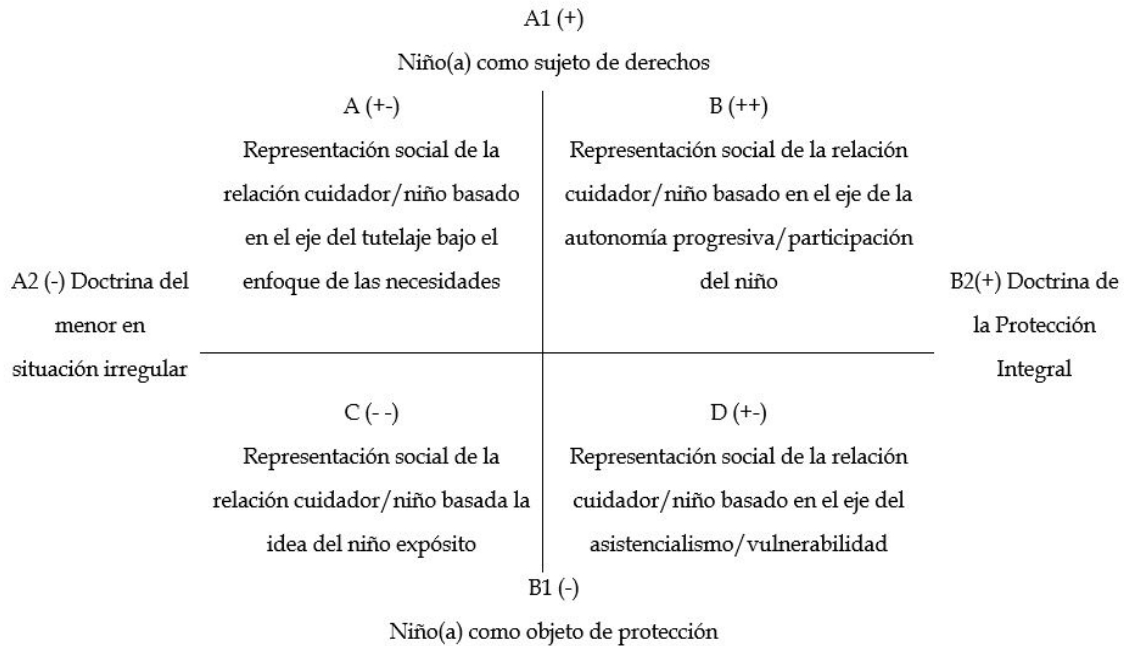 A1 (+)
Niño(a) como sujeto de derechos
A (+-)
Representación social de la
relación cuidador/niño basado
en el eje del tutelaje bajo el
enfoque de las necesidades
B (++)
Representación social de la relación
cuidador/niño basado en el eje de la
autonomía progresiva/participación
del niño
A2 (-) Doctrina del
menor en
situación irregular
B2(+) Doctrina de
la Protección
Integral
C (- -)
Representación social de la
relación cuidador/niño basada la
idea del niño expósito
D (+-)
Representación social de la relación
cuidador/niño basado en el eje del
asistencialismo/vulnerabilidad
B1 (-)
Niño(a) como objeto de protección